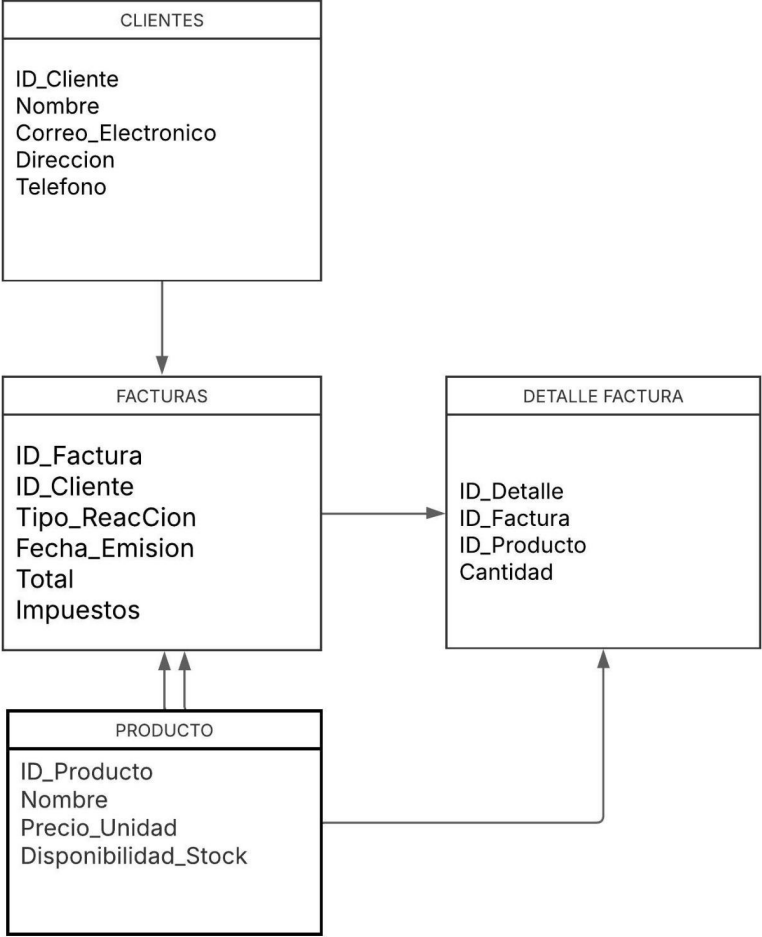 CLIENTES
ID_Cliente
Nombre
Correo_Electronico
Direccion
Telefono
FACTURAS
ID_Factura
ID_Cliente
Tipo_ReacCion
Fecha_Emision
Total
Impuestos
DETALLE FACTURA
ID_Detalle
ID_Factura
ID_Producto
Cantidad
PRODUCTO
ID_Producto
Nombre
Precio_Unidad
Disponibilidad_Stock